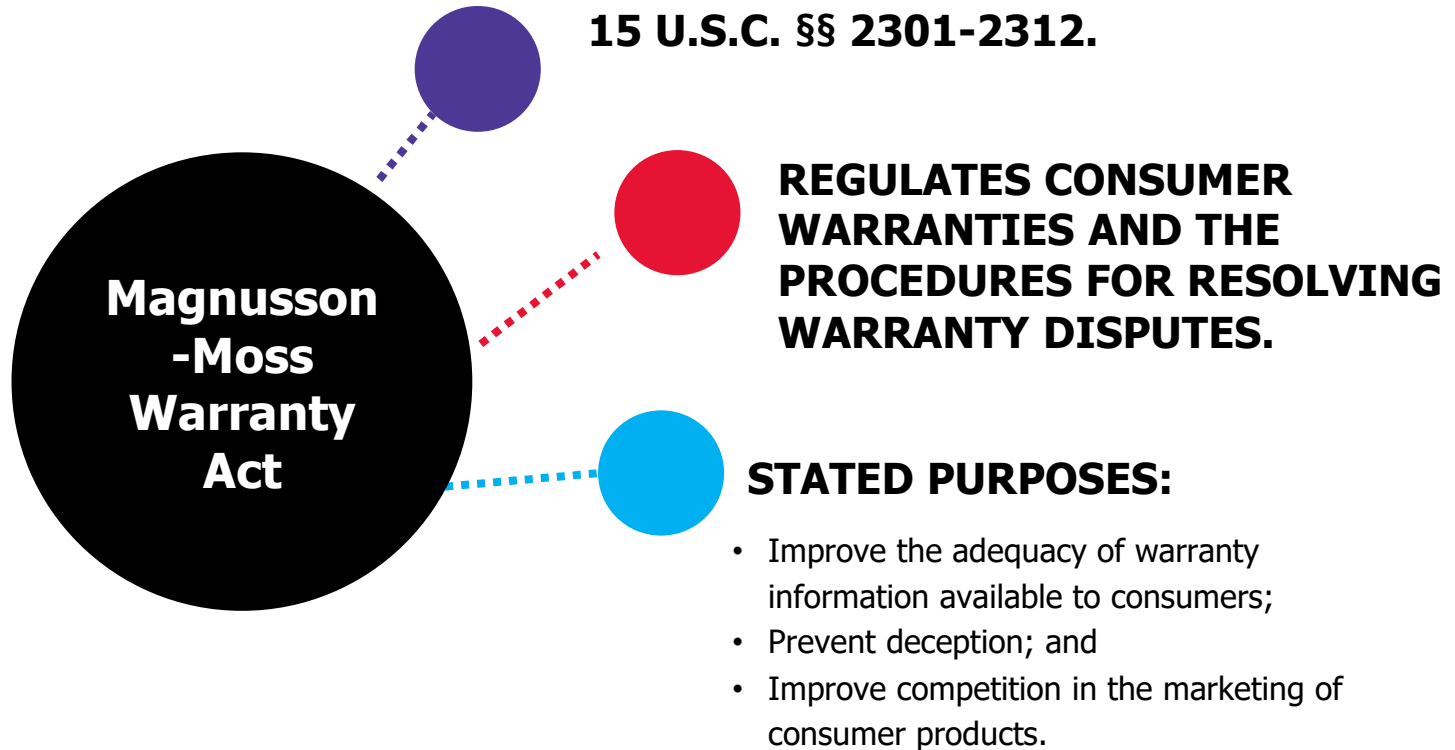 15 U.S.C. §§ 2301-2312.
Magnusson
-Moss
Warranty
Act
REGULATES CONSUMER
WARRANTIES AND THE
PROCEDURES FOR RESOLVING
WARRANTY DISPUTES.
STATED PURPOSES:
• Improve the adequacy of warranty
information available to consumers;
• Prevent deception; and
• Improve competition in the marketing of
consumer products.